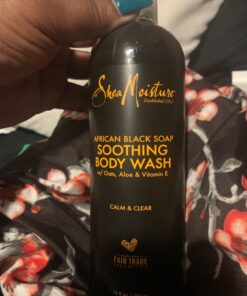 SheaMoisture
Established 1912
AFRICAN BLACK SOAP
SOOTHING
BODY WASH
w/ Oats, Aloe & Vitamin E
CALM & CLEAR
FAIR TRADE